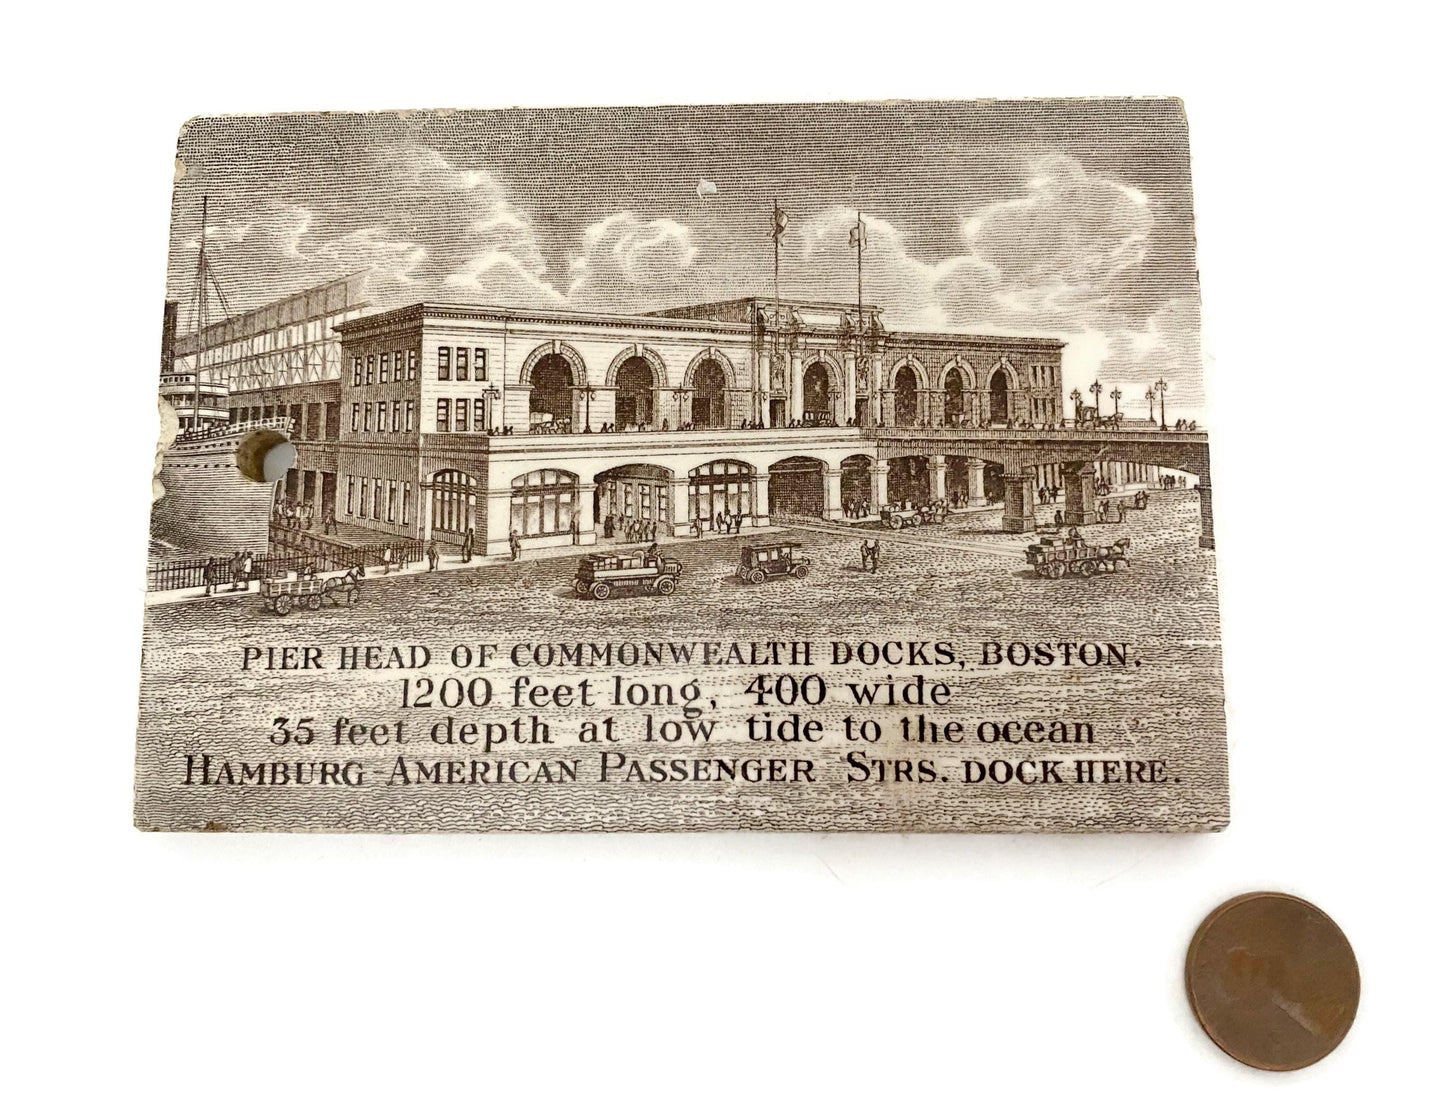 PIER HEAD OF COMMONWEALTH DOCKS, BOSTON.
1200 feet long, 400 wide
35 feet depth at low tide to the ocean
HAMBURG-AMERICAN PASSENGER STRS. DOCK HERE.